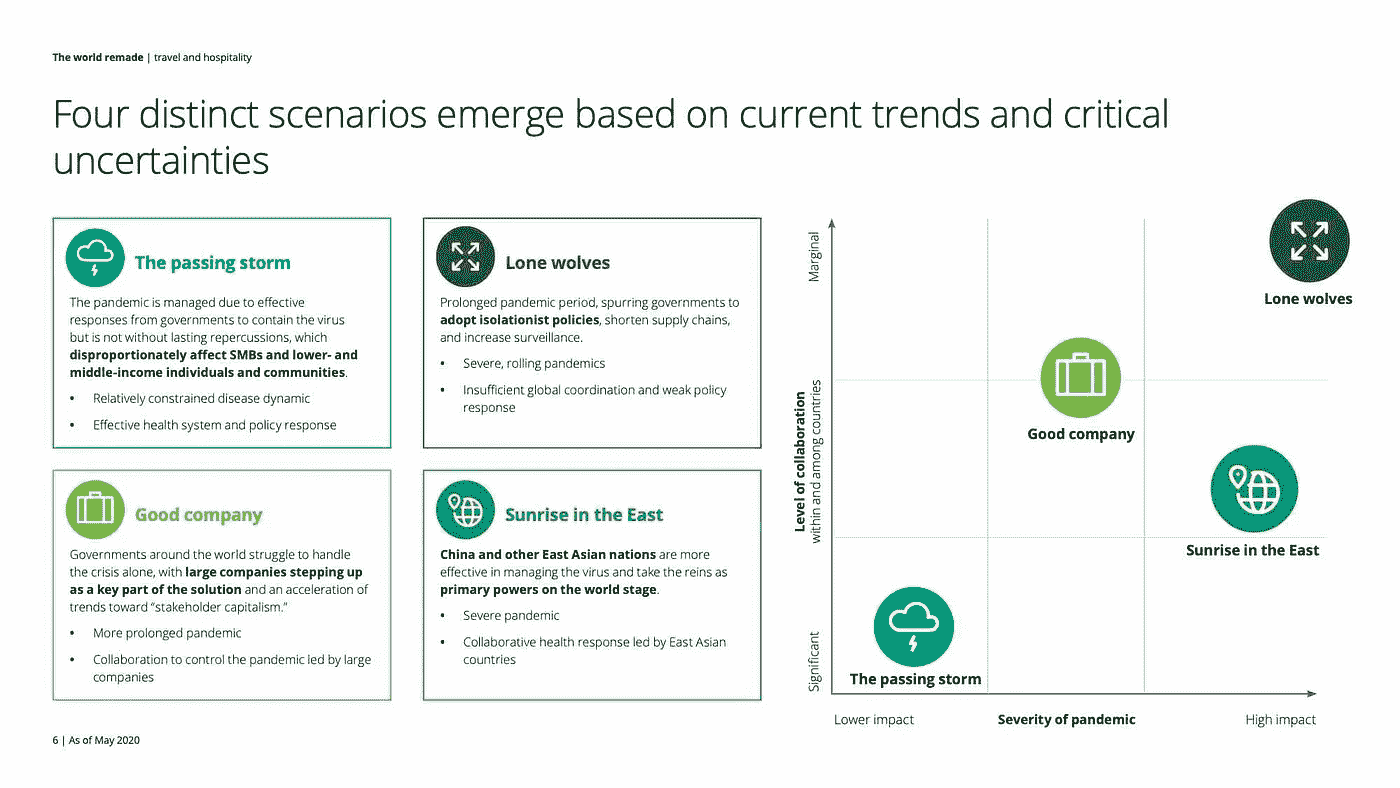 The world remade | travel and hospitality
Four distinct scenarios emerge based on current trends and critical
uncertainties
The passing storm
The pandemic is managed due to effective
responses from governments to contain the virus
but is not without lasting repercussions, which
disproportionately affect SMBs and lower- and
middle-income individuals and communities.
• Relatively constrained disease dynamic
• Effective health system and policy response
Lone wolves
Prolonged pandemic period, spurring governments to
adopt isolationist policies, shorten supply chains,
and increase surveillance.
• Severe, rolling pandemics
• Insufficient global coordination and weak policy
response
Good company
Governments around the world struggle to handle
the crisis alone, with large companies stepping up
as a key part of the solution and an acceleration of
trends toward “stakeholder capitalism.”
• More prolonged pandemic
• Collaboration to control the pandemic led by large
companies
Sunrise in the East
China and other East Asian nations are more
effective in managing the virus and take the reins as
primary powers on the world stage.
• Severe pandemic
• Collaborative health response led by East Asian
countries
Marginal
Level of collaboration
within and among countries
Significant
Lone wolves
Good company
Sunrise in the East
The passing storm
Lower impact
Severity of pandemic
High impact
6 | As of May 2020